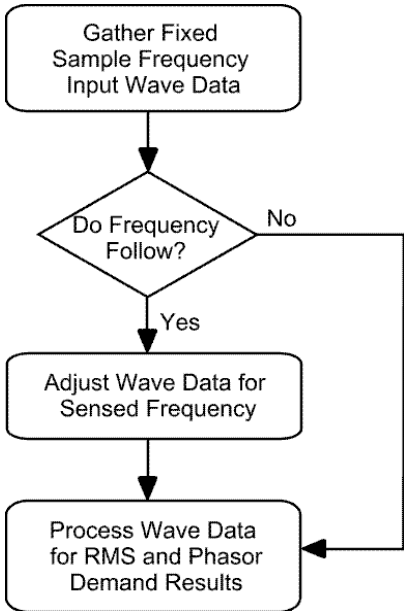 Gather Fixed
Sample Frequency
Input Wave Data
Do Frequency
Follow?
No
Yes
Adjust Wave Data for
Sensed Frequency
Process Wave Data
for RMS and Phasor
Demand Results